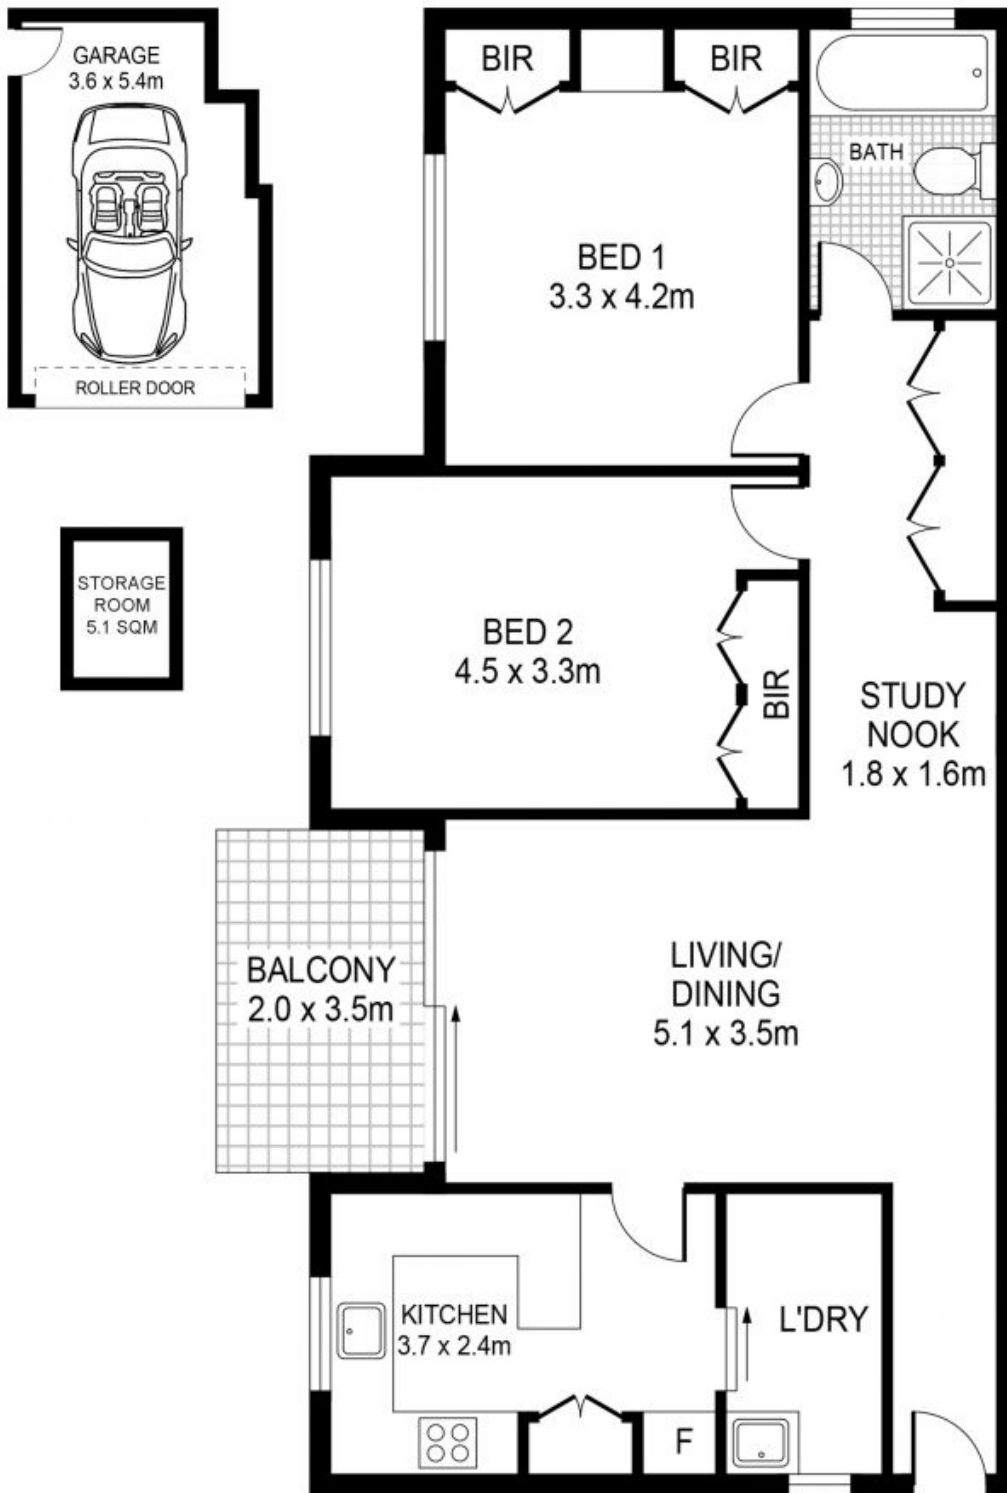 GARAGE
3.6 x 5.4m
ROLLER DOOR
STORAGE
ROOM
5.1 SQM
BIR
BIR
BATH
BED 1
3.3 x 4.2m
BED 2
4.5 x 3.3m
BIR
STUDY
NOOK
1.8 x 1.6m
BALCONY
2.0 x 3.5m
LIVING/
DINING
5.1 x 3.5m
KITCHEN
3.7 x 2.4m
L'DRY
F